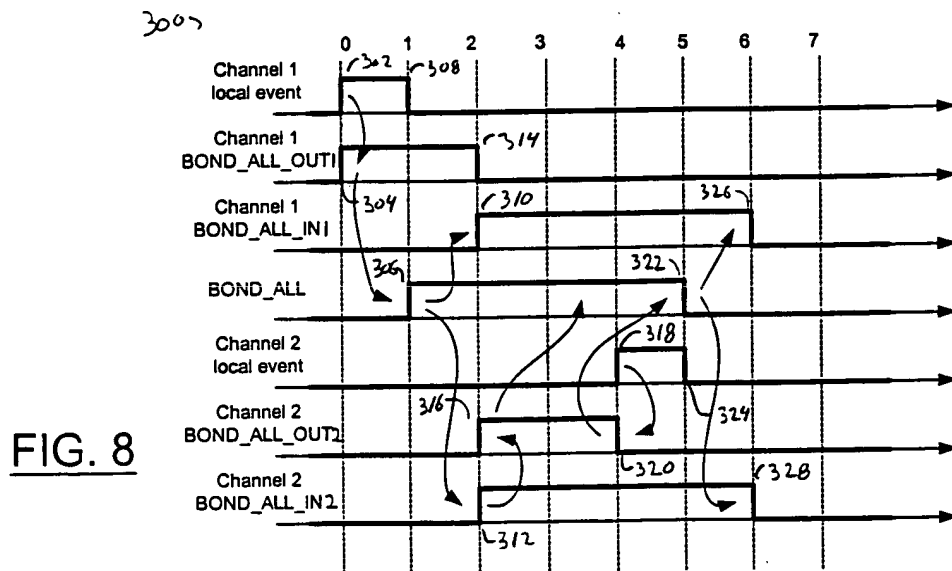 300
0 1 2 3 4 5 6 7
Channel 1
local event
302
308
Channel 1
BOND_ALL_OUT1
304
314
Channel 1
BOND_ALL_IN1
310
326
BOND_ALL
306
322
Channel 2
local event
318
324
Channel 2
BOND_ALL_OUT2
316
320
Channel 2
BOND_ALL_IN2
312
328
FIG. 8